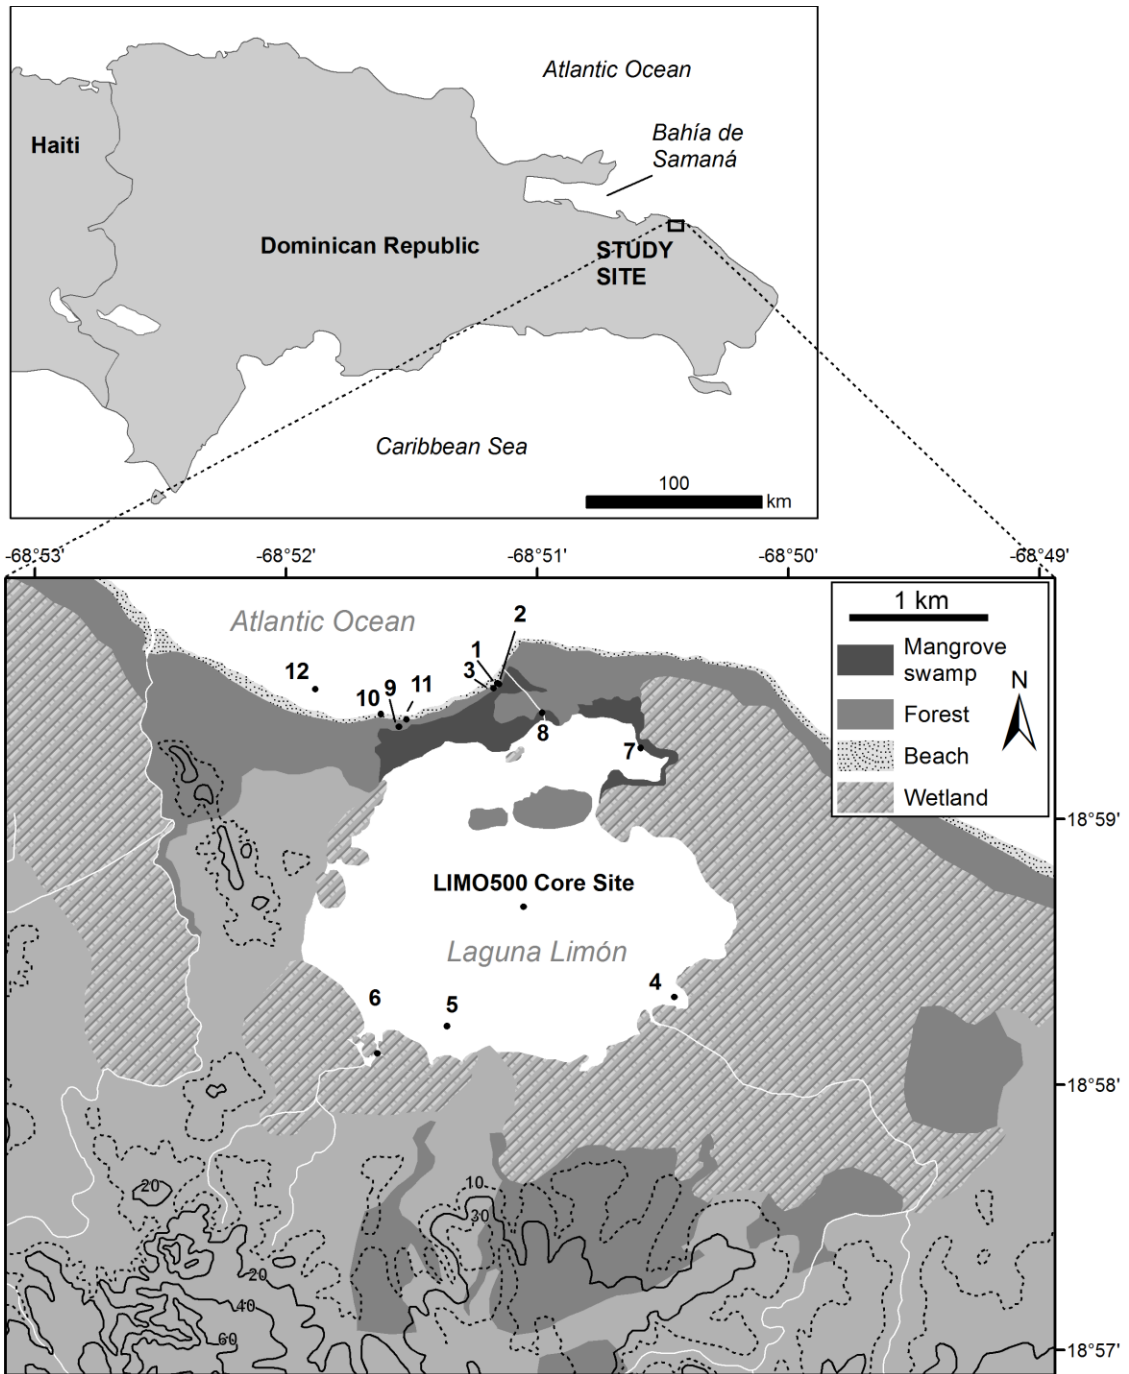 Atlantic Ocean
Bahía de
Samaná
Haiti
Dominican Republic
STUDY
SITE
Caribbean Sea
100
km
-68°53'
-68°52'
-68°51'
-68°50'
-68°49'
1 km
Mangrove
swamp
Forest
Beach
Wetland
N
Atlantic Ocean
2
1
3
12
10
9
11
8
7
18°59'
LIMO500 Core Site
Laguna Limón
4
6
5
18°58'
20
10
30
20
40
60
18°57'